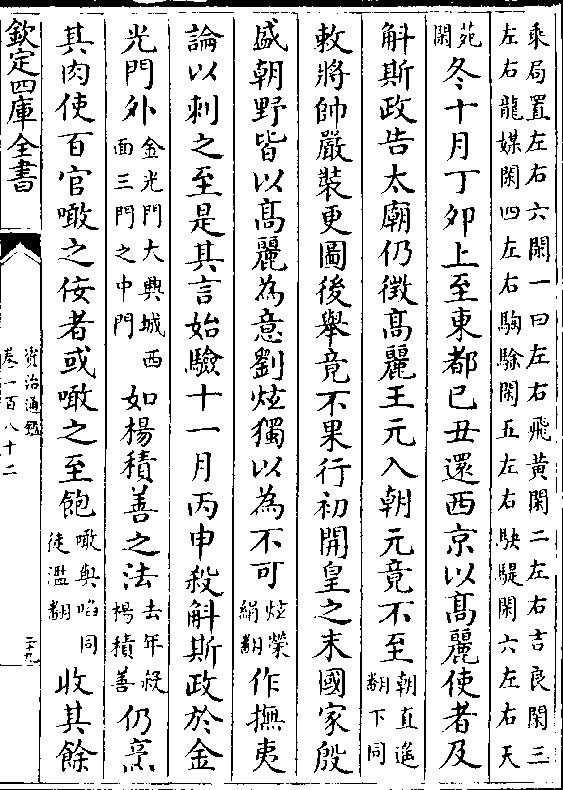 乘局置左右六閑一曰左右飛黄閑二左右吉良閑三
左右龍媒閑四左右騊駼閑五左右駃騠閑六左右天
苑
閑
冬十月丁夘上至東都已丑還西京以髙麗使者及
斛斯政告太廟仍徴髙麗王元入朝元竟不至
朝直遥
翻下同
敕將帥嚴装更圖後舉竟不果行初開皇之末國家殷
盛朝野皆以髙麗為意劉炫獨以為不可
炫榮
絹翻
作撫夷
論以刺之至是其言始驗十一月丙申殺斛斯政於金
光門外
金光門大興城西
面三門之中門
如楊積善之法
去年殺
楊積善
仍烹
其肉使百官噉之佞者或噉之至飽
噉與啗同
徒濫翻
收其餘
欽定四庫全書
資治通鑑
卷一百八十二
二十九